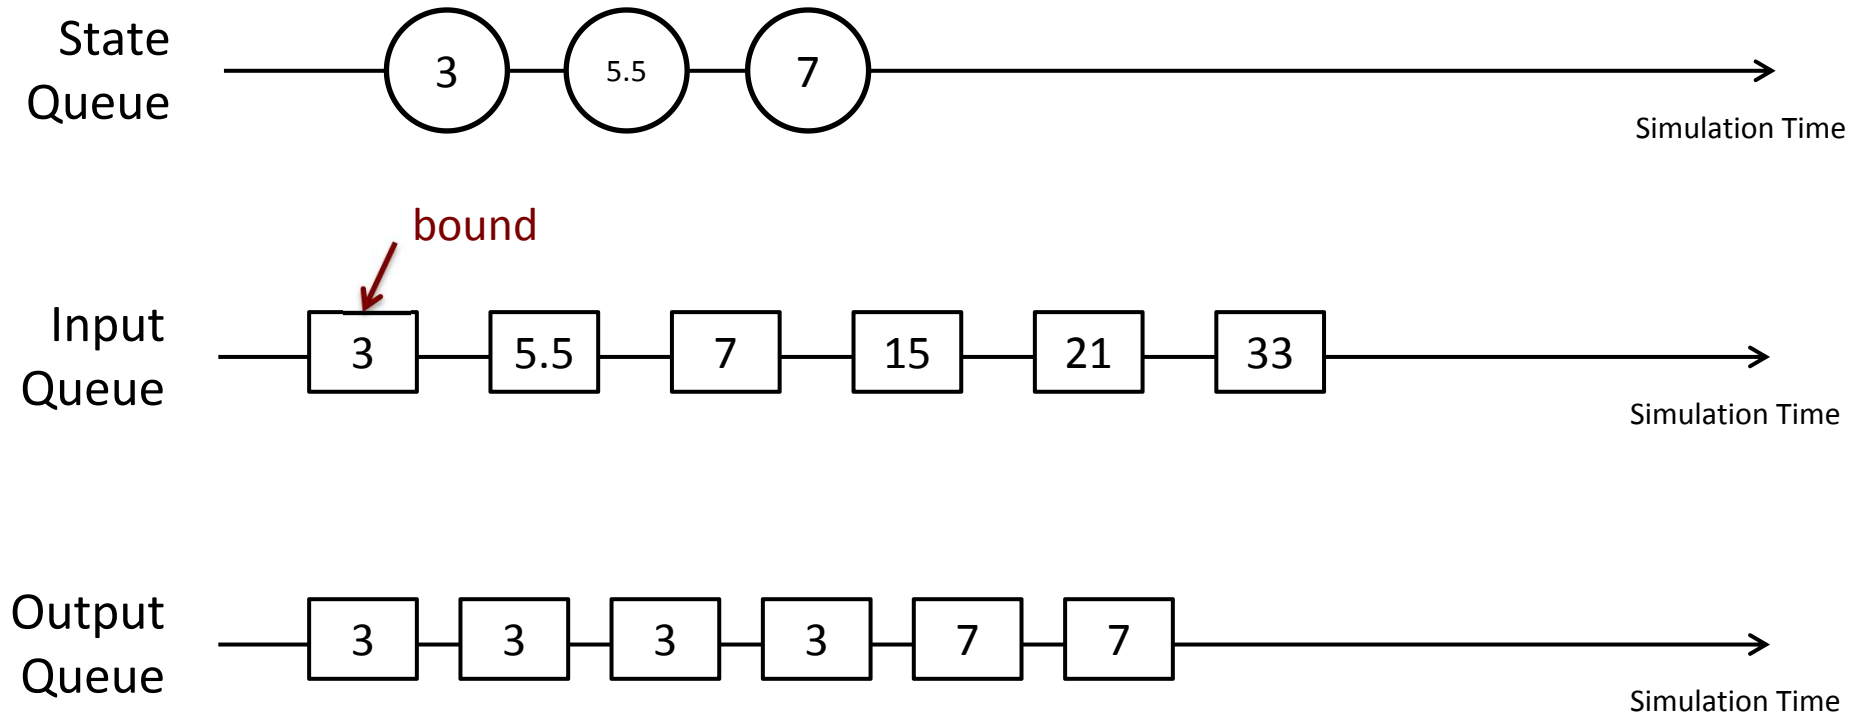 State
Queue
3
5.5
7
Simulation Time
bound
Input
Queue
3
5.5
7
15
21
33
Simulation Time
Output
Queue
3
3
3
3
7
7
Simulation Time